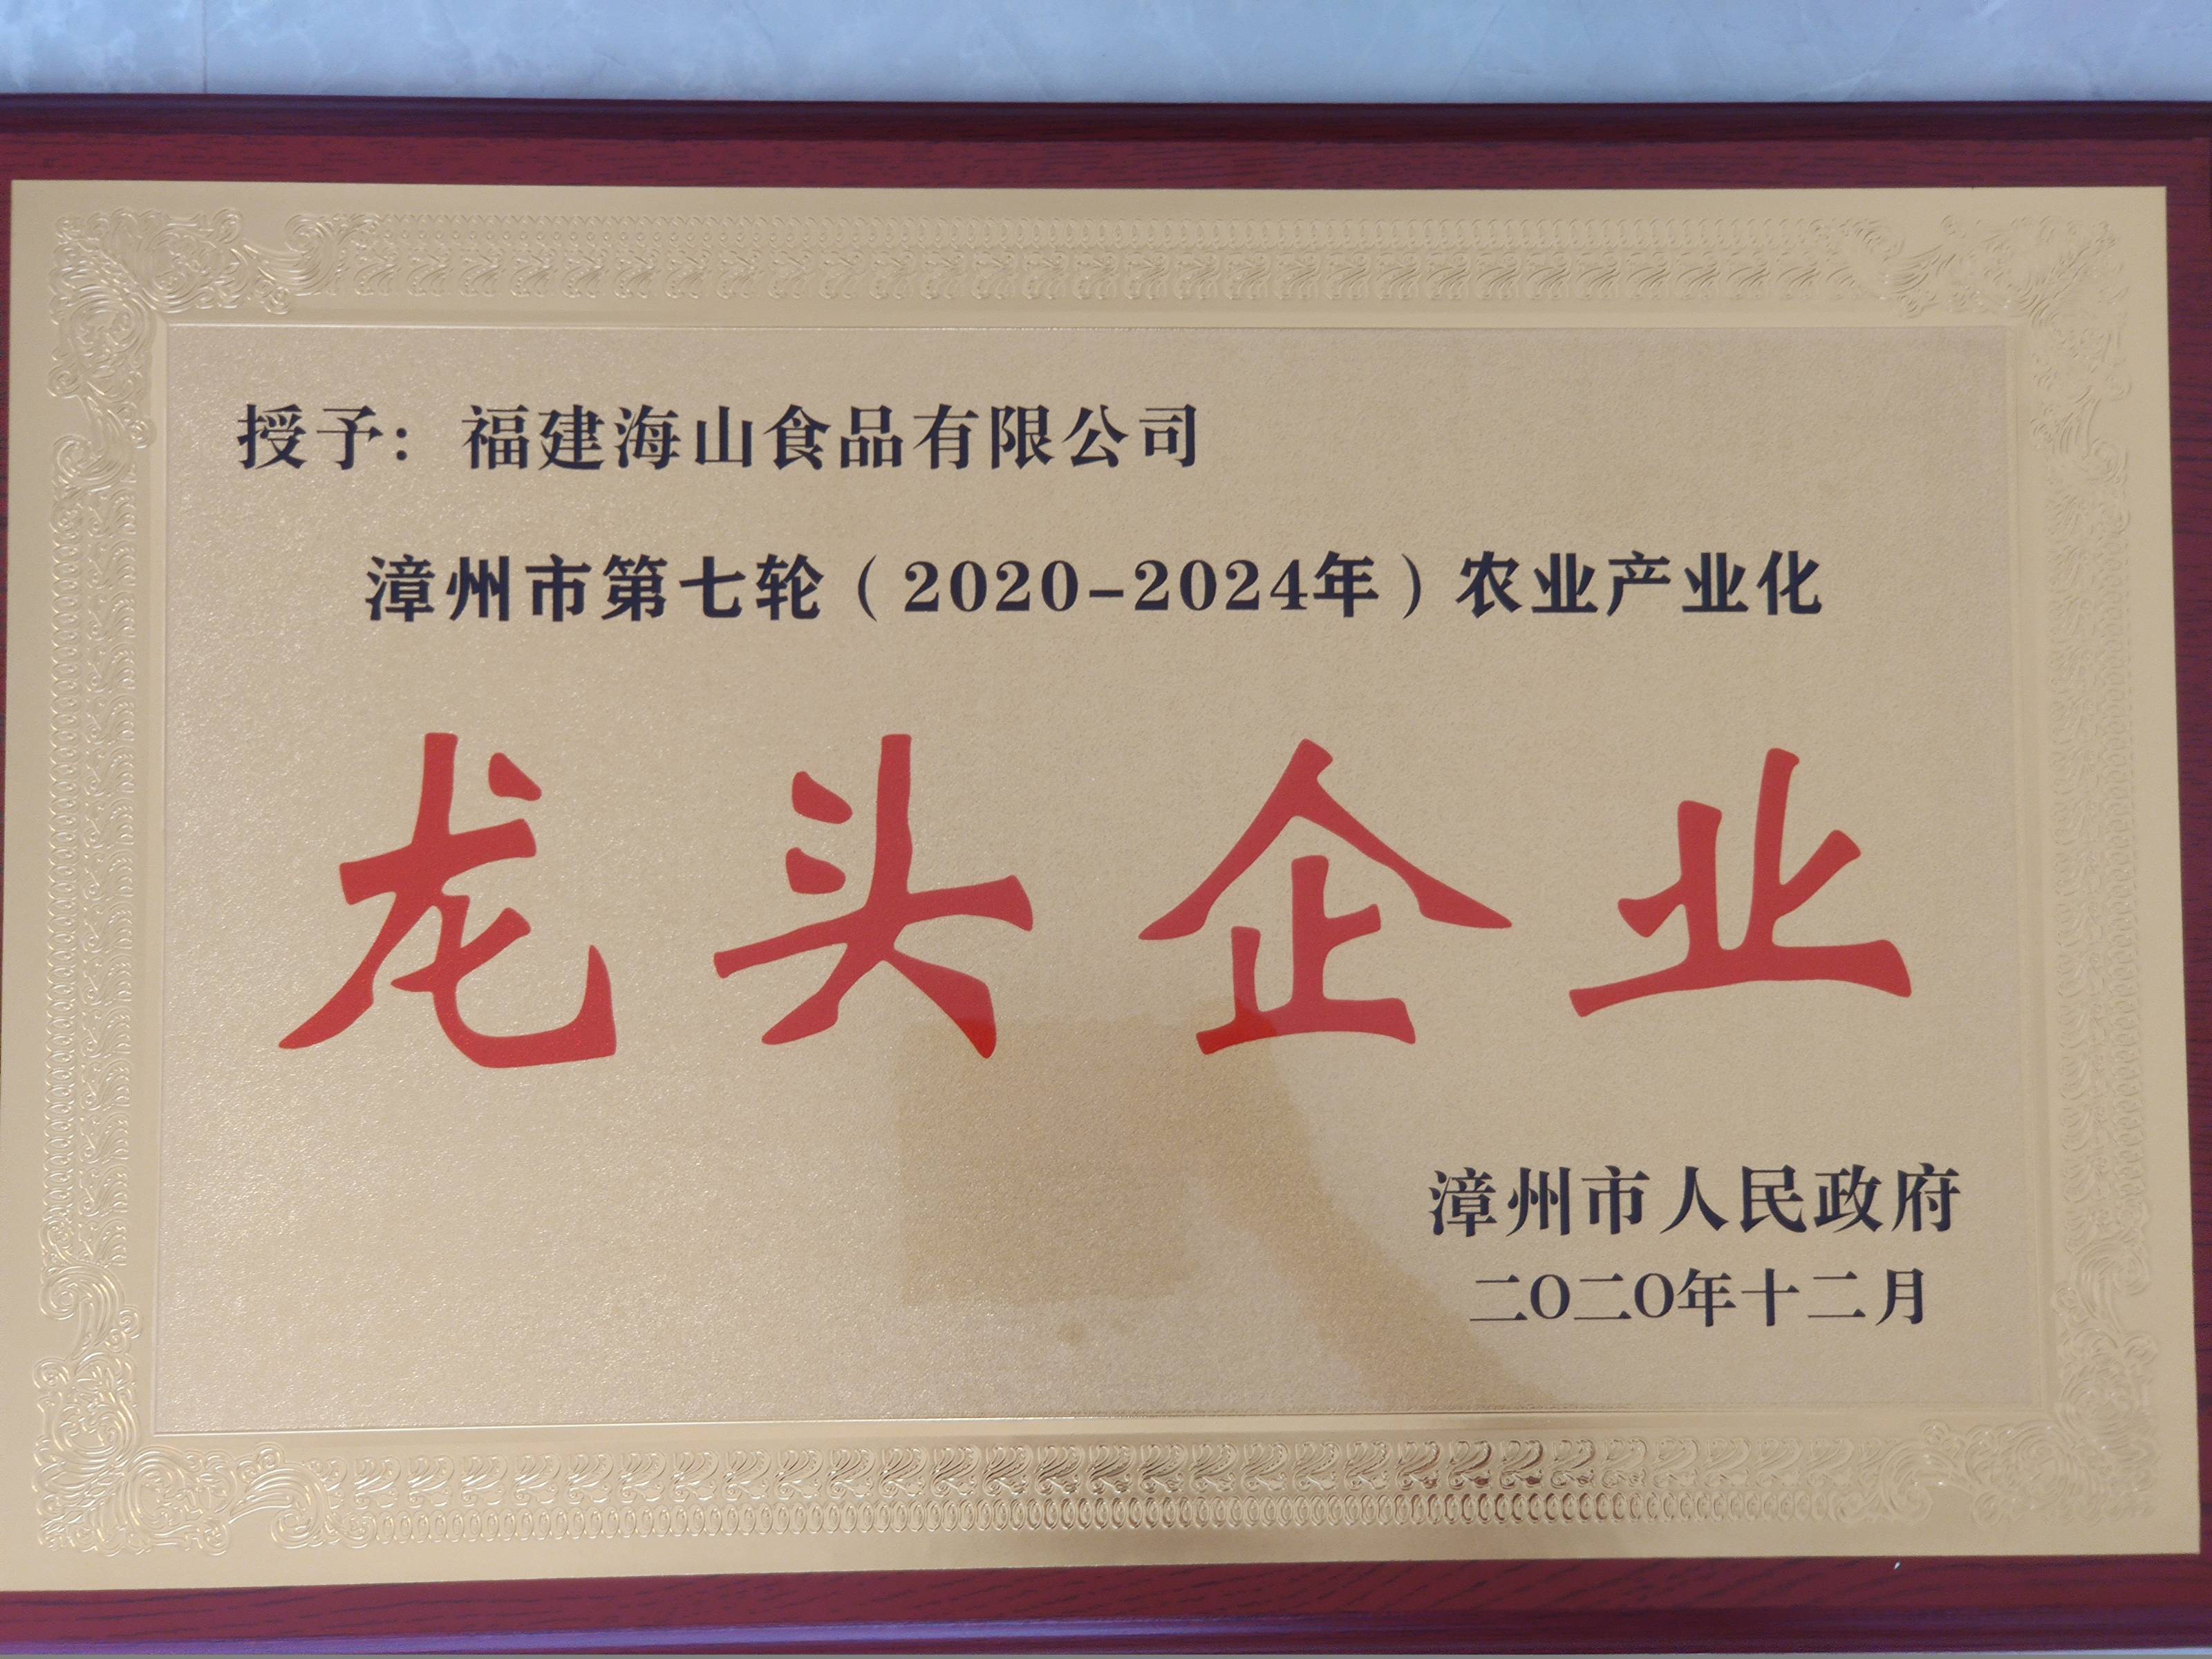 授予：福建海山食品有限公司
漳州市第七轮（2020-2024年）农业产业化
龙头企业
漳州市人民政府
二〇二〇年十二月